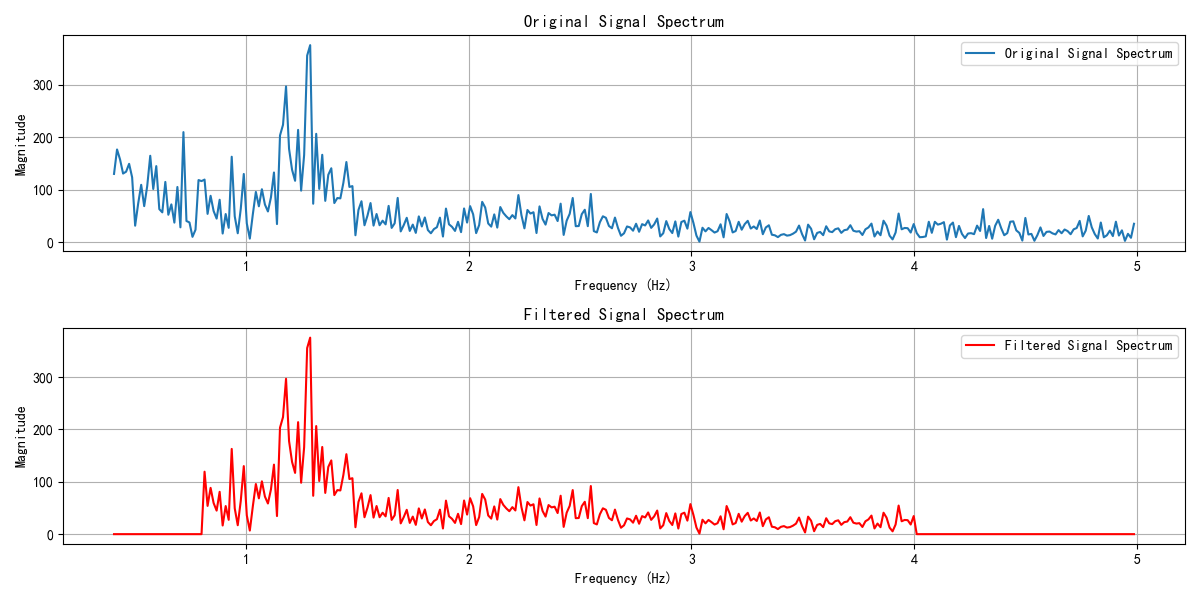 Original Signal Spectrum
Original Signal Spectrum
Magnitude
300
200
100
0
1
2
3
4
5
Frequency (Hz)
Filtered Signal Spectrum
Filtered Signal Spectrum
Magnitude
300
200
100
0
1
2
3
4
5
Frequency (Hz)